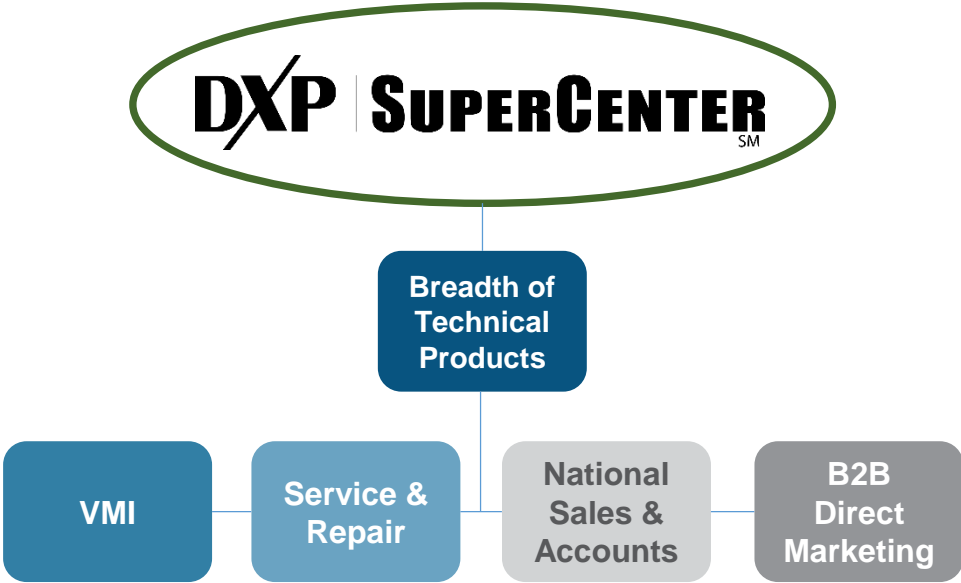 DXP | SUPERCENTER
SM
Breadth of
Technical
Products
VMI
Service &
Repair
National
Sales &
Accounts
B2B
Direct
Marketing